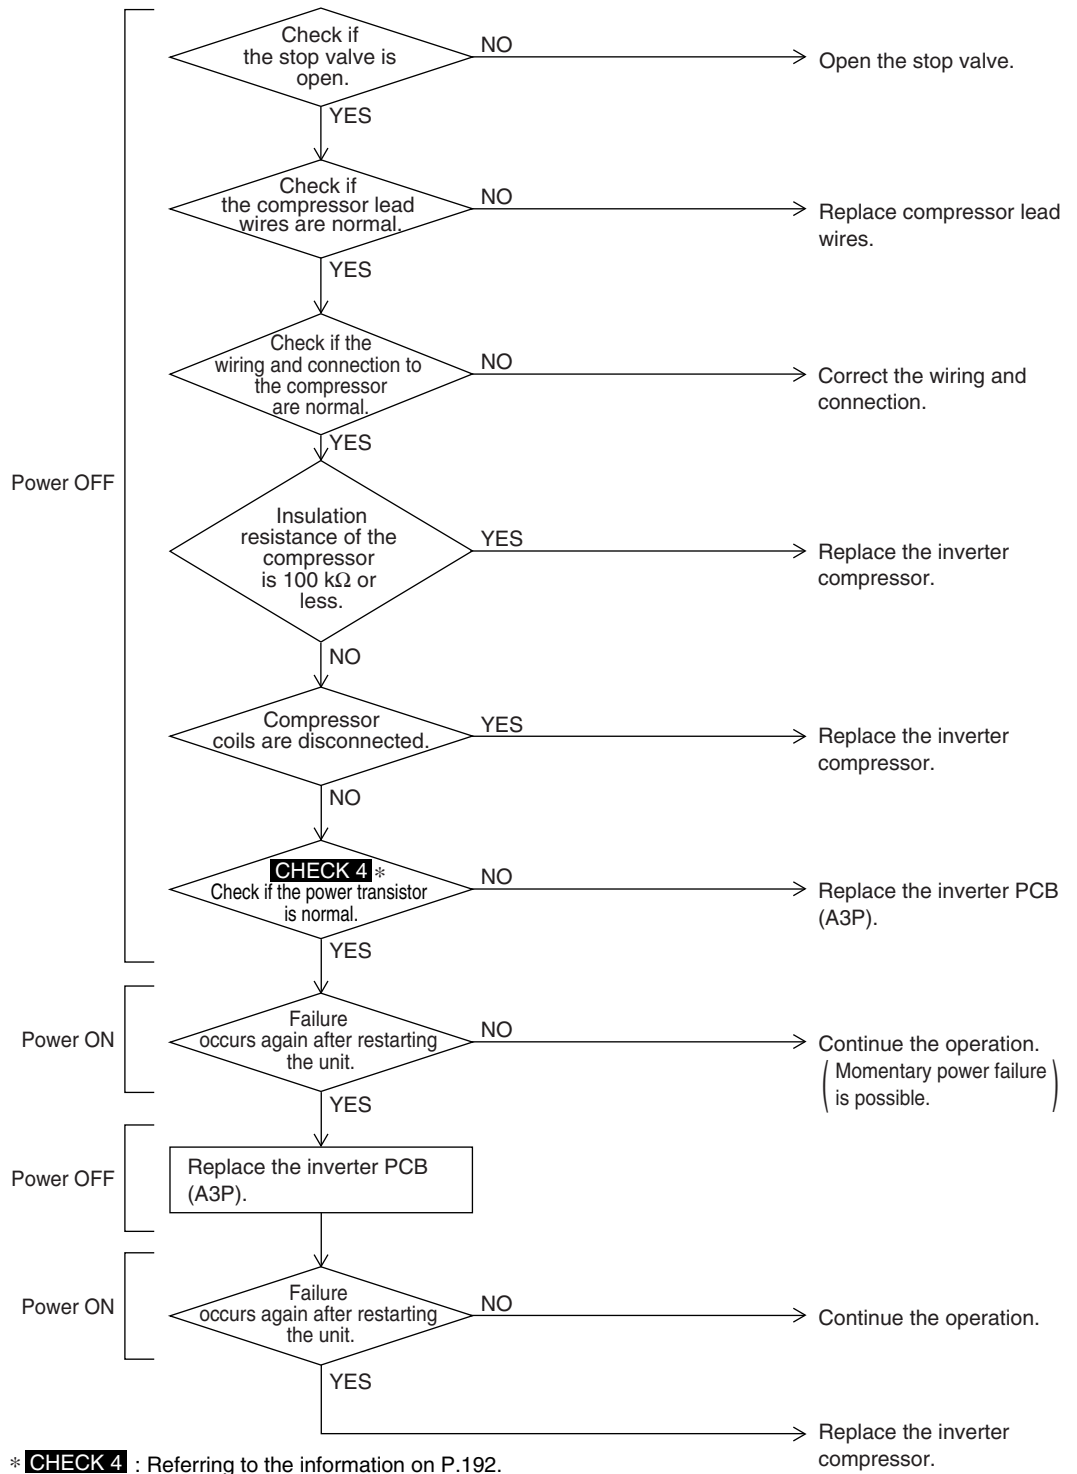 Check if
the stop valve is
open.
NO
Open the stop valve.
YES
Check if
the compressor lead
wires are normal.
NO
Replace compressor lead
wires.
YES
Check if the
wiring and connection to
the compressor
are normal.
NO
Correct the wiring and
connection.
YES
Power OFF
Insulation
resistance of the
compressor
is 100 kΩ or
less.
YES
Replace the inverter
compressor.
NO
Compressor
coils are disconnected.
YES
Replace the inverter
compressor.
NO
CHECK 4 *
Check if the power transistor
is normal.
NO
Replace the inverter PCB
(A3P).
YES
Power ON
Failure
occurs again after restarting
the unit.
NO
Continue the operation.
(Momentary power failure
is possible.)
YES
Power OFF
Replace the inverter PCB
(A3P).
Power ON
Failure
occurs again after restarting
the unit.
NO
Continue the operation.
YES
Replace the inverter
compressor.
* CHECK 4 : Referring to the information on P.192.